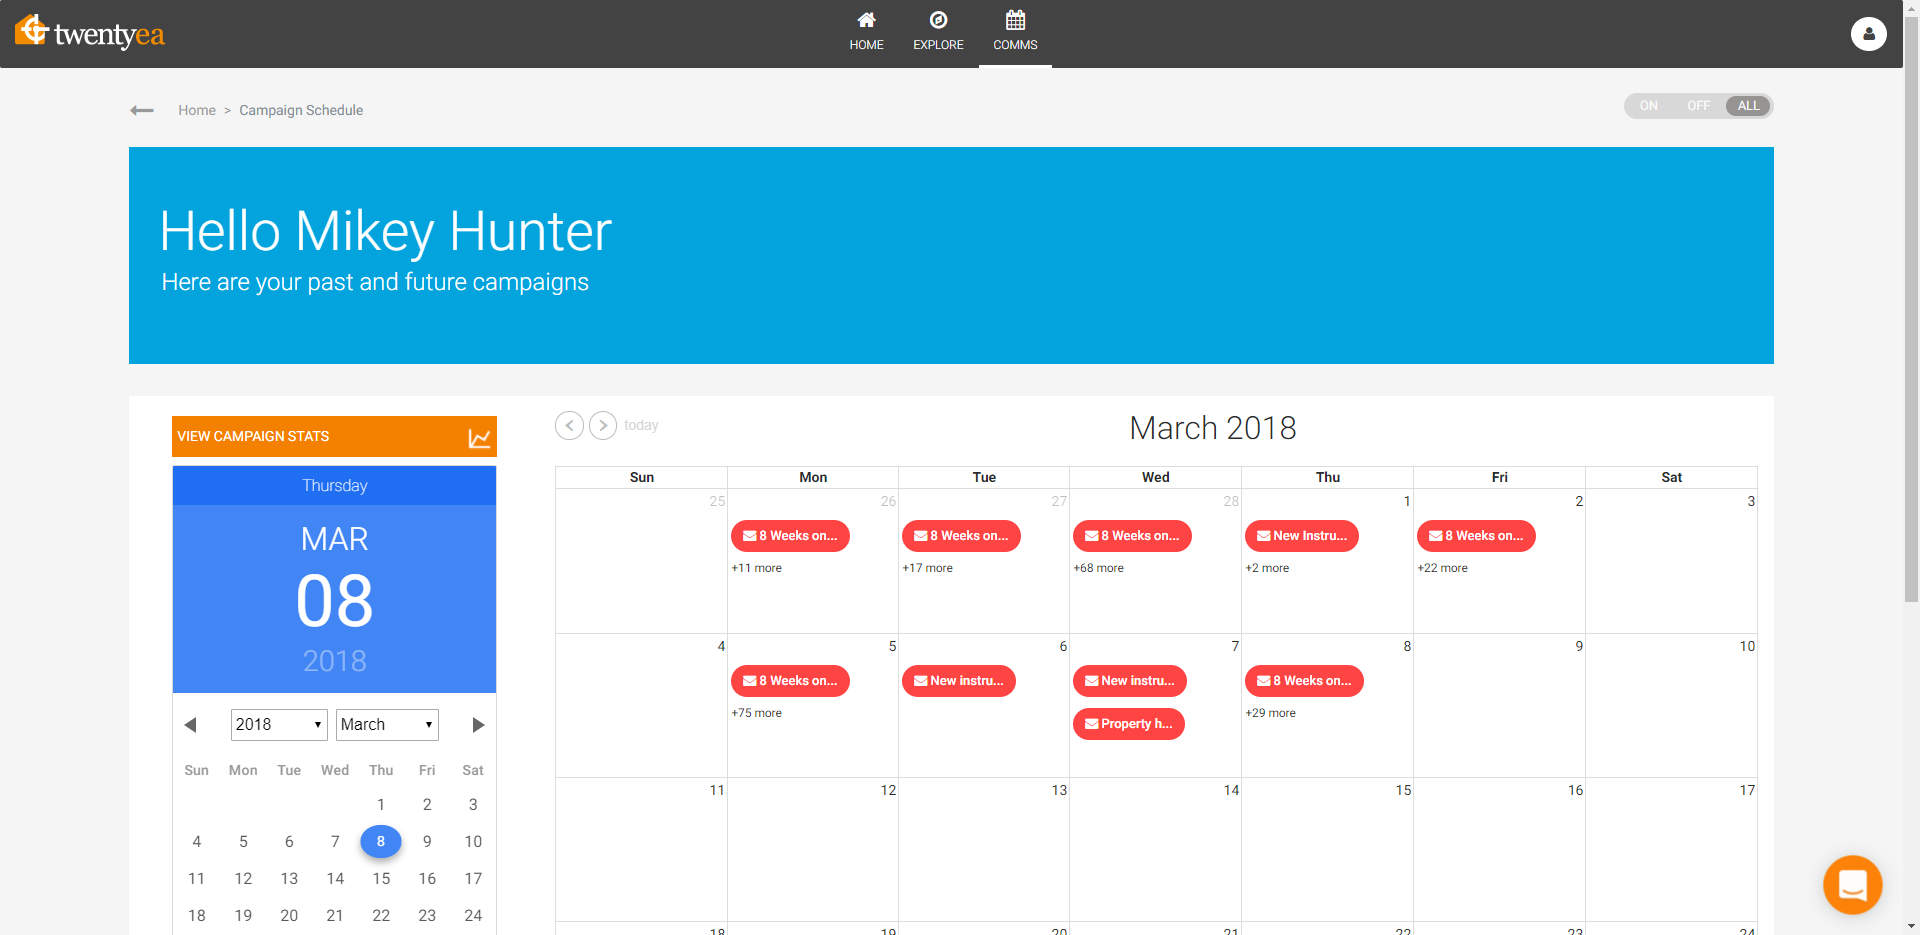 twentyea
HOME EXPLORE COMMS
Home > Campaign Schedule
ON OFF ALL
Hello Mikey Hunter
Here are your past and future campaigns
VIEW CAMPAIGN STATS
Thursday
MAR
08
2018
2018 March
Sun Mon Tue Wed Thu Fri Sat
1 2 3
4 5 6 7 8 9 10
11 12 13 14 15 16 17
18 19 20 21 22 23 24
today
March 2018
Sun Mon Tue Wed Thu Fri Sat
25 26 27 28 1 2 3
8 Weeks on... 8 Weeks on... 8 Weeks on... New Instru... 8 Weeks on...
+11 more +17 more +68 more +2 more +22 more
4 5 6 7 8 9 10
8 Weeks on... New instru... New instru... 8 Weeks on...
+75 more Property h... +29 more
11 12 13 14 15 16 17
18 19 20 21 22 23 24